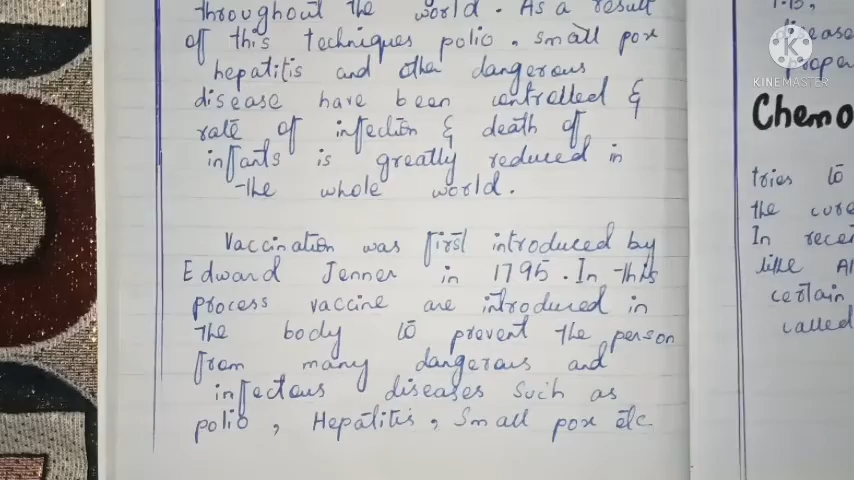 throughout the world. As a result
of this techniques polio, small pox
hepatitis and other dangerous
disease have been controlled &
rate of infection & death of
infants is greatly reduced in
the whole world.
Vaccination was first introduced by
Edward Jenner in 1795. In this
process vaccine are introduced in
the body to prevent the person
from many dangerous and
infectous diseases such as
polio, Hepatitis, Small pox etc
T.B,
disease
proper
Chemo
tries to
the cure
In recen
like
certain
called
K
KINEMASTER